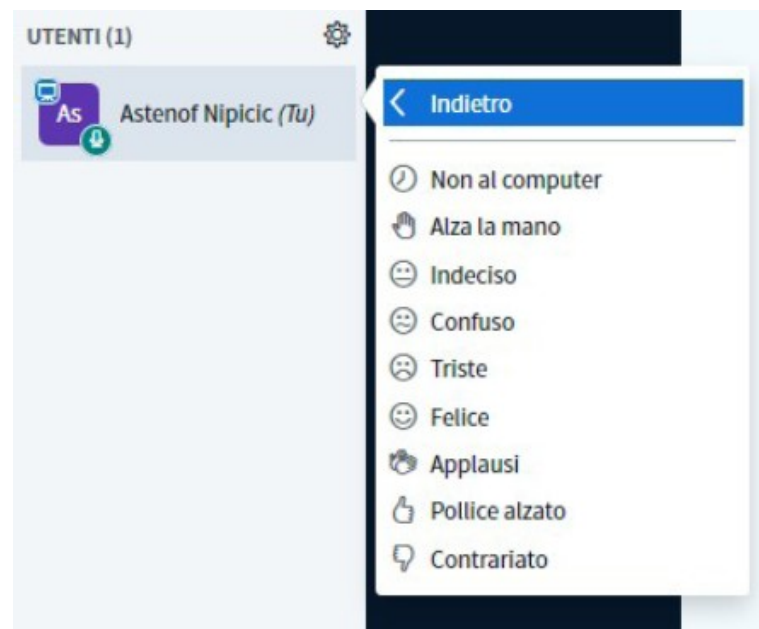 UTENTI (1)
As
Astenof Nipicic (Tu)
Indietro
Non al computer
Alza la mano
Indeciso
Confuso
Triste
Felice
Applausi
Pollice alzato
Contrariato